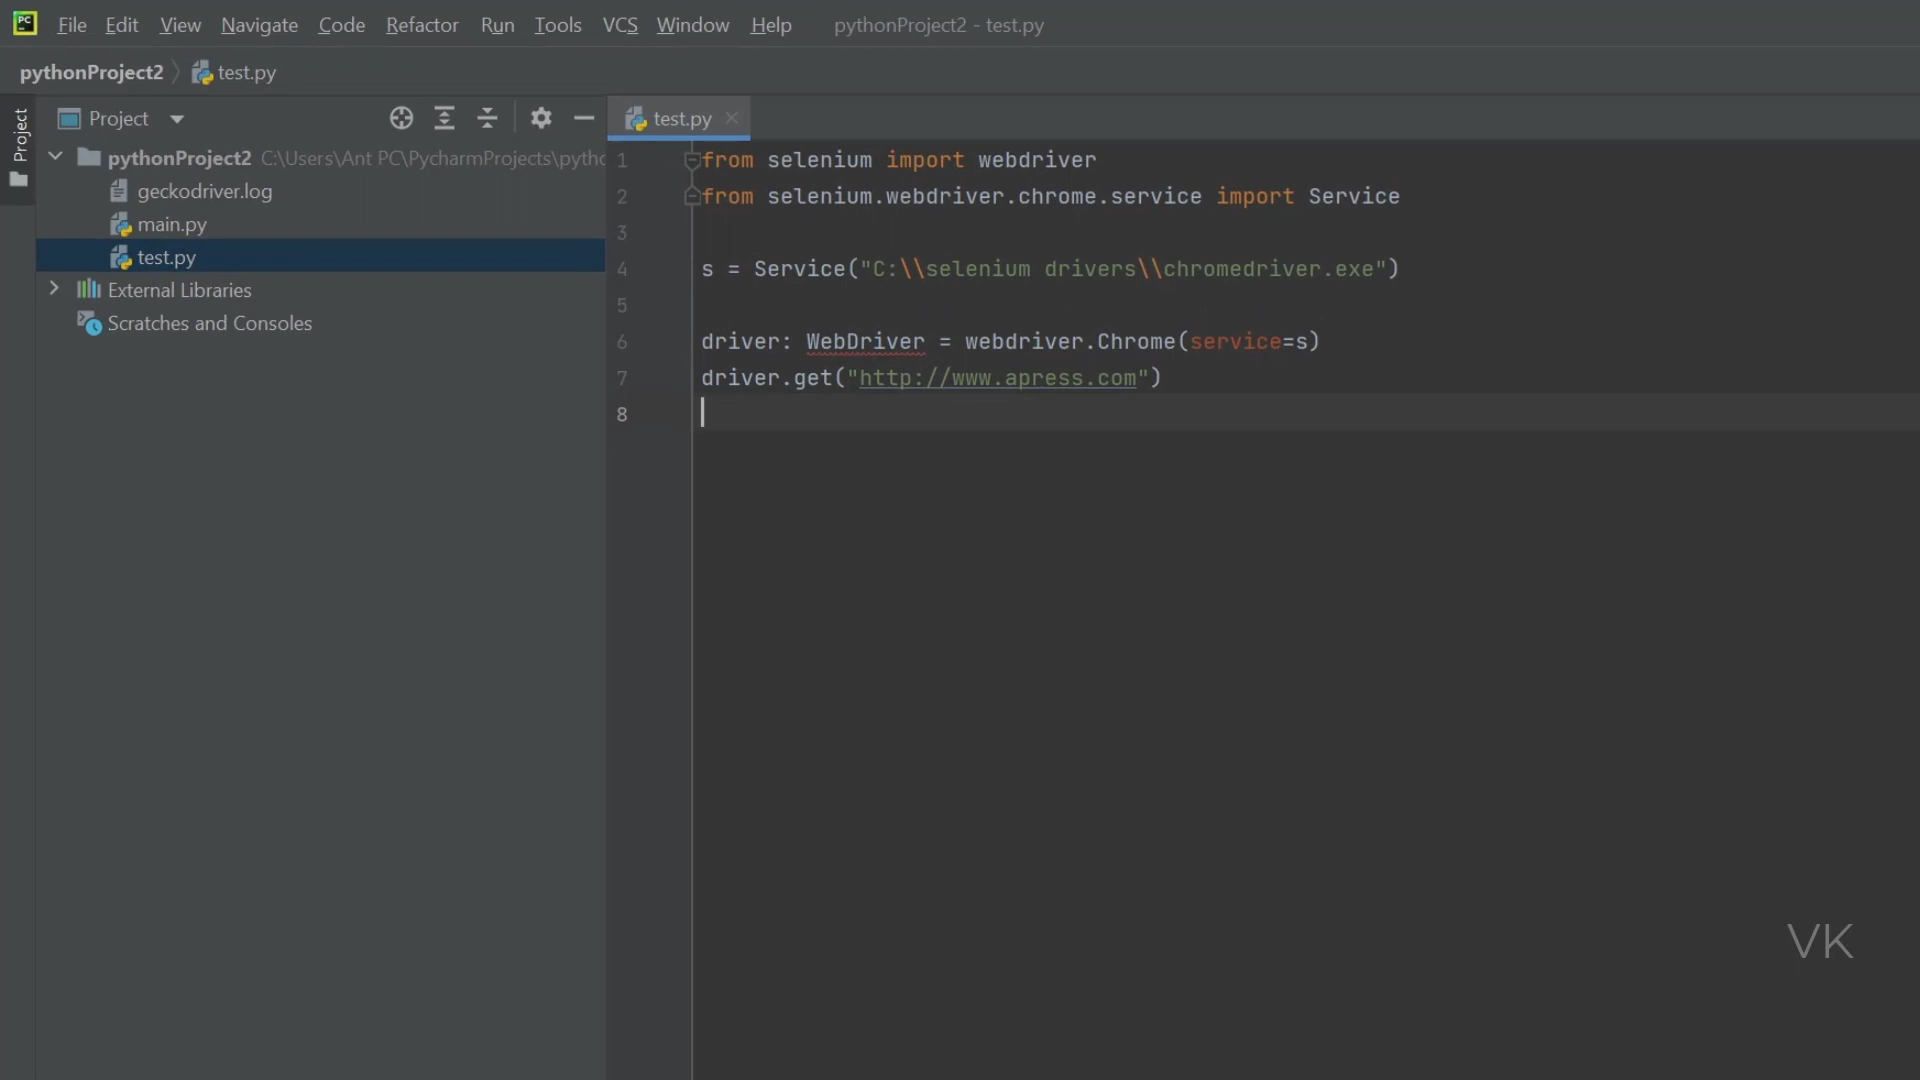 PC
File Edit View Navigate Code Refactor Run Tools VCS Window Help pythonProject2 - test.py
pythonProject2 test.py
Project
Project
pythonProject2 C:\Users\Ant PC\PycharmProjects\pytho
geckodriver.log
main.py
test.py
External Libraries
Scratches and Consoles
test.py
1 from selenium import webdriver
2 from selenium.webdriver.chrome.service import Service
3
4 s = Service("C:\\selenium drivers\\chromedriver.exe")
5
6 driver: WebDriver = webdriver.Chrome(service=s)
7 driver.get("http://www.apress.com")
8
VK